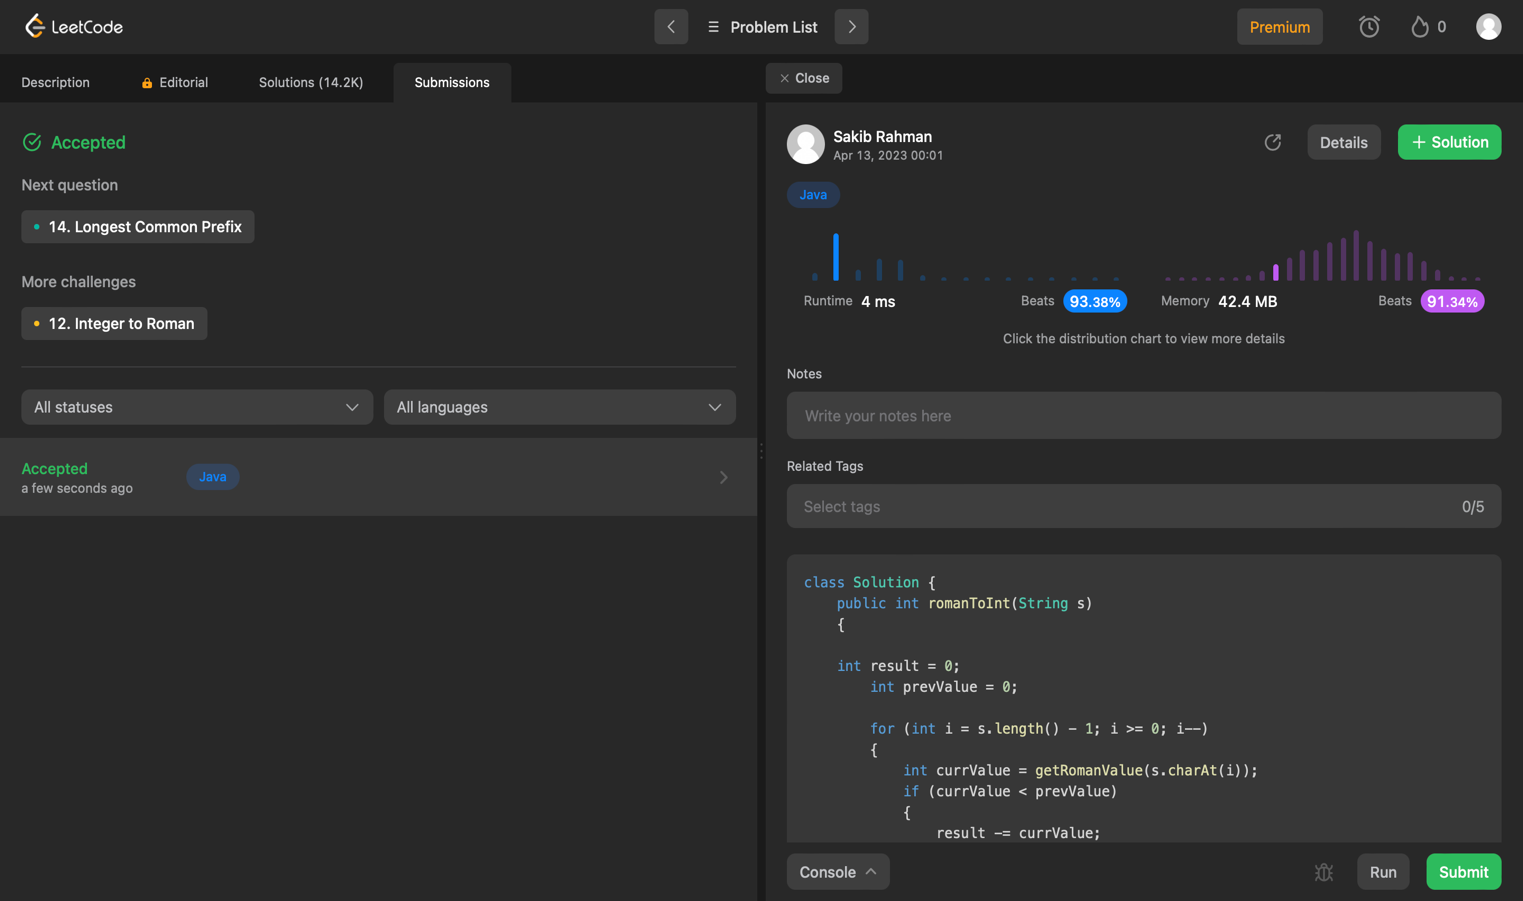 LeetCode
Problem List
Premium
0
Description
Editorial
Solutions (14.2K)
Submissions
Close
Accepted
Next question
14. Longest Common Prefix
More challenges
12. Integer to Roman
All statuses
All languages
Accepted
a few seconds ago
Java
Sakib Rahman
Apr 13, 2023 00:01
Details
+ Solution
Java
Runtime 4 ms
Beats 93.38%
Memory 42.4 MB
Beats 91.34%
Click the distribution chart to view more details
Notes
Write your notes here
Related Tags
Select tags
0/5
class Solution {
    public int romanToInt(String s)
    {
    int result = 0;
        int prevValue = 0;
        for (int i = s.length() - 1; i >= 0; i--)
        {
            int currValue = getRomanValue(s.charAt(i));
            if (currValue < prevValue)
            {
                result -= currValue;
Console
Run
Submit